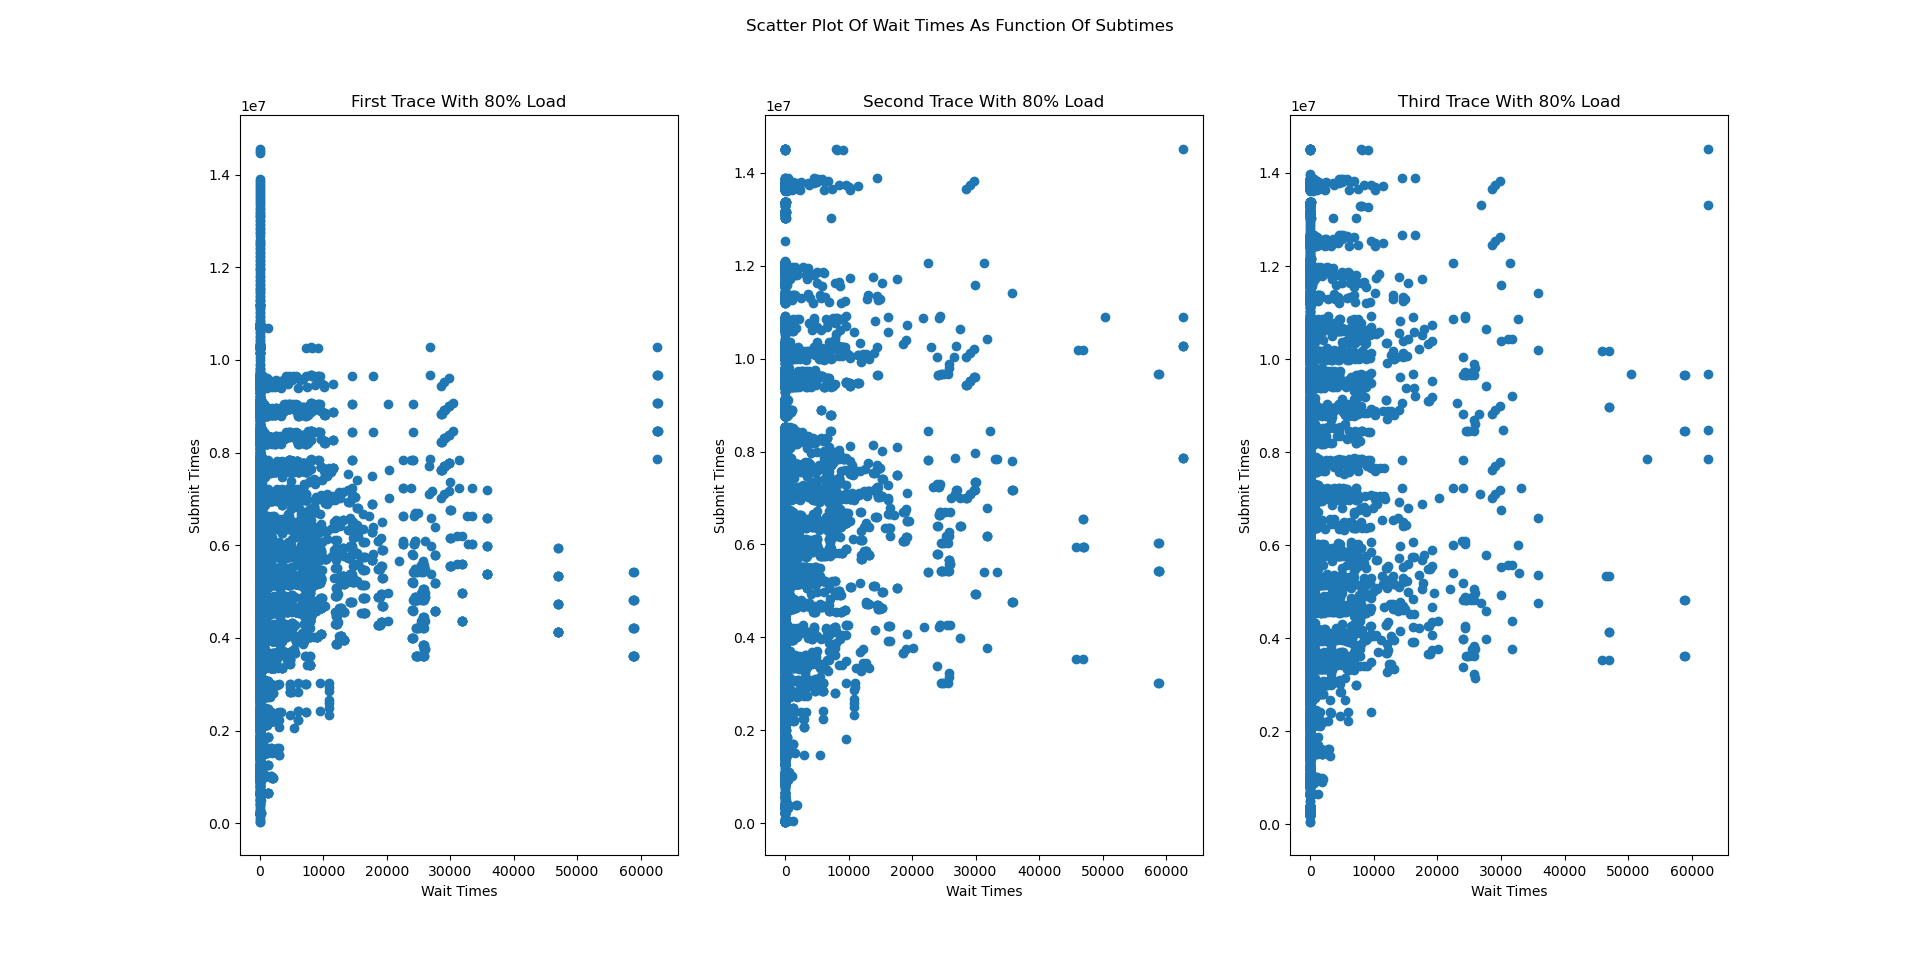 Scatter Plot Of Wait Times As Function Of Subtimes
First Trace With 80% Load
1e7
1.4
1.2
1.0
0.8
0.6
0.4
0.2
0.0
Submit Times
0 10000 20000 30000 40000 50000 60000
Wait Times
Second Trace With 80% Load
1e7
1.4
1.2
1.0
0.8
0.6
0.4
0.2
0.0
Submit Times
0 10000 20000 30000 40000 50000 60000
Wait Times
Third Trace With 80% Load
1e7
1.4
1.2
1.0
0.8
0.6
0.4
0.2
0.0
Submit Times
0 10000 20000 30000 40000 50000 60000
Wait Times